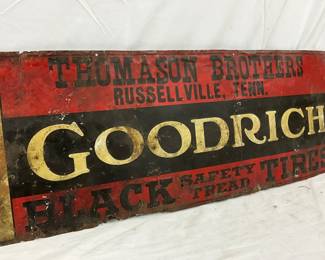 THOMASON BROTHERS
RUSSELLVILLE, TENN.
GOODRICH
BLACK SAFETY TREAD TIRES